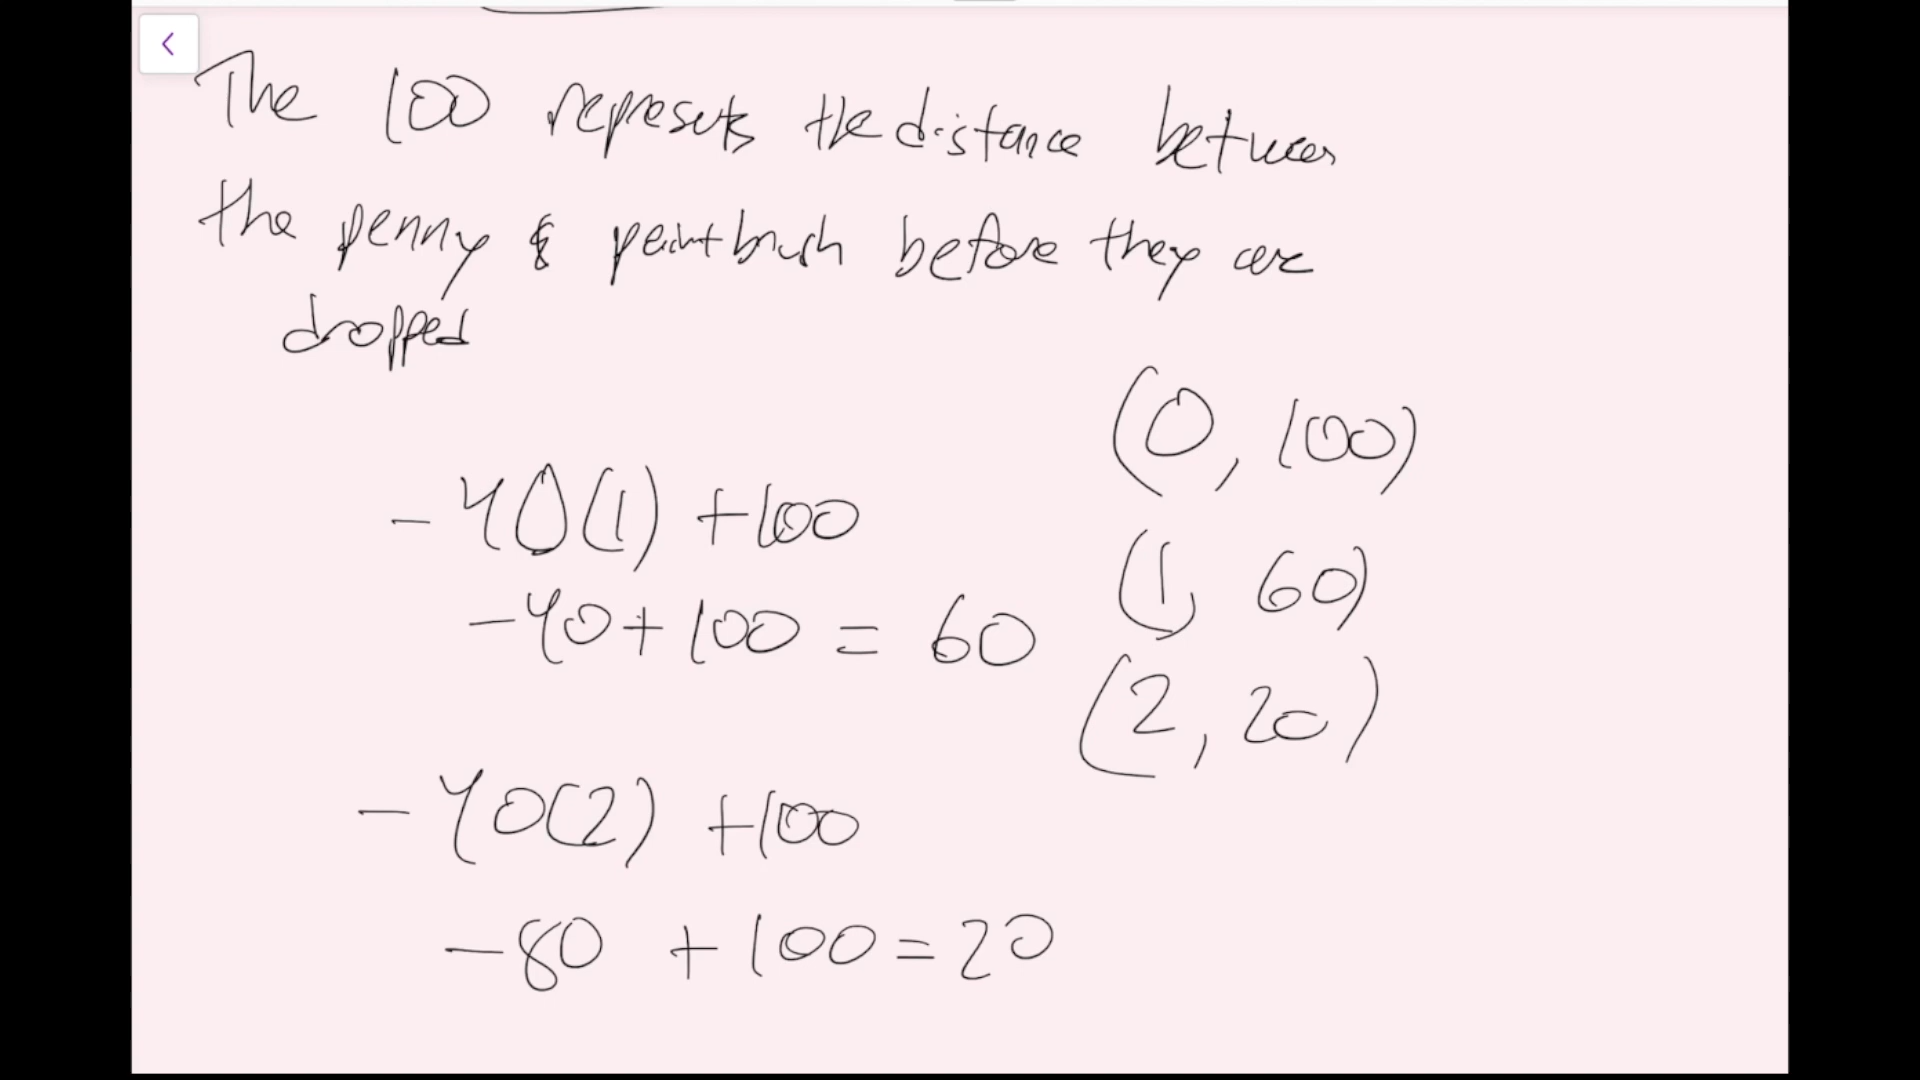 The 100 represents the distance between
the penny & paintbrush before they are
dropped
(0, 100)
-40(1) +100
(1, 60)
-40+100 = 60
(2, 20)
-40(2) +100
-80 +100=20